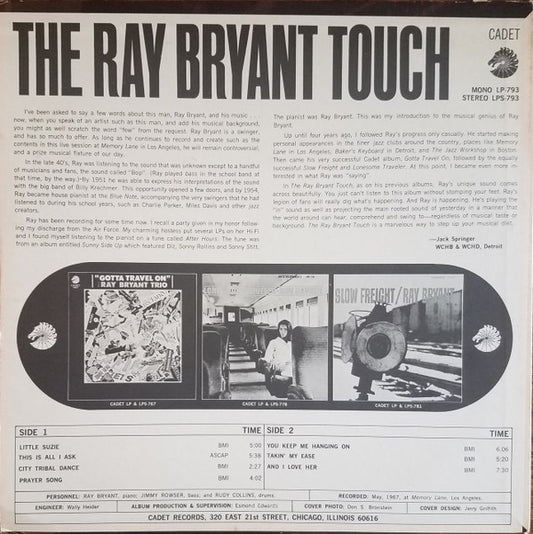 THE RAY BRYANT TOUCH
CADET
MONO LP-793
STEREO LPS-793
I've been asked to say a few words about this man, Ray Bryant, and his music . . .
now, when you speak of an artist such as this man, and add his musical background,
you might as well scratch the word "few" from the request. Ray Bryant is a swinger,
and has so much to offer. As long as he continues to record and create such as the
contents in this live session at Memory Lane in Los Angeles, he will remain controversial,
and a prize musical fixture of our day.
In the late 40's, Ray was listening to the sound that was unknown except to a handful
of musicians and fans, the sound called "Bop". (Ray played bass in the school band at
that time, by the way.) By 1951 he was able to express his interpretations of the sound
with the big band of Billy Krechmer. This opportunity opened a few doors, and by 1954,
Ray became house pianist at the Blue Note, accompanying the very swingers that he had
listened to during his school years, such as Charlie Parker, Miles Davis and other jazz
creators.
Ray has been recording for some time now. I recall a party given in my honor follow-
ing my discharge from the Air Force. My charming hostess put several LPs on her Hi-Fi
and I found myself listening to the pianist on a tune called After Hours. The tune was
from an album entitled Sonny Side Up which featured Diz, Sonny Rollins and Sonny Stitt.
The pianist was Ray Bryant. This was my introduction to the musical genius of Ray
Bryant.
Up until four years ago, I followed Ray's progress only casually. He started making
personal appearances in the finer jazz clubs around the country, places like Memory
Lane in Los Angeles, Baker's Keyboard in Detroit, and The Jazz Workshop in Boston.
Then came his very successful Cadet album, Gotta Travel On, followed by the equally
successful Slow Freight and Lonesome Traveler. At this point, I became even more in-
terested in what Ray was "saying"
In The Ray Bryant Touch, as on his previous albums, Ray's unique sound comes
across beautifully. You just can't listen to this album without stomping your feet. Ray's
legion of fans will really dig what's happening. And Ray is happening. He's playing the
"in" sound as well as projecting the main rooted sound of yesterday in a manner that
the world around can hear, comprehend and swing to—regardless of musical taste or
background. The Ray Bryant Touch is a marvelous way to step up your musical diet.
—Jack Springer
WCHB & WCHD, Detroit
"GOTTA TRAVEL ON"
RAY BRYANT TRIO
SLOW FREIGHT/RAY BRYANT
CADET LP & LPS-767
CADET LP & LPS-778
CADET LP & LPS-781
SIDE 1 TIME
LITTLE SUZIE BMI 5:00
THIS IS ALL I ASK ASCAP 5:38
CITY TRIBAL DANCE BMI 2:27
PRAYER SONG BMI 4:02
SIDE 2 TIME
YOU KEEP ME HANGING ON BMI 6:06
TAKIN' MY EASE BMI 5:20
AND I LOVE HER BMI 7:30
PERSONNEL: RAY BRYANT, piano; JIMMY ROWSER, bass; and RUDY COLLINS, drums.
RECORDED: May, 1967, at Memory Lane, Los Angeles.
ENGINEER: Wally Heider
ALBUM PRODUCTION & SUPERVISION: Esmond Edwards
COVER PHOTO: Don S. Bronstein
COVER DESIGN: Jerry Griffith
CADET RECORDS, 320 EAST 21st STREET, CHICAGO, ILLINOIS 60616